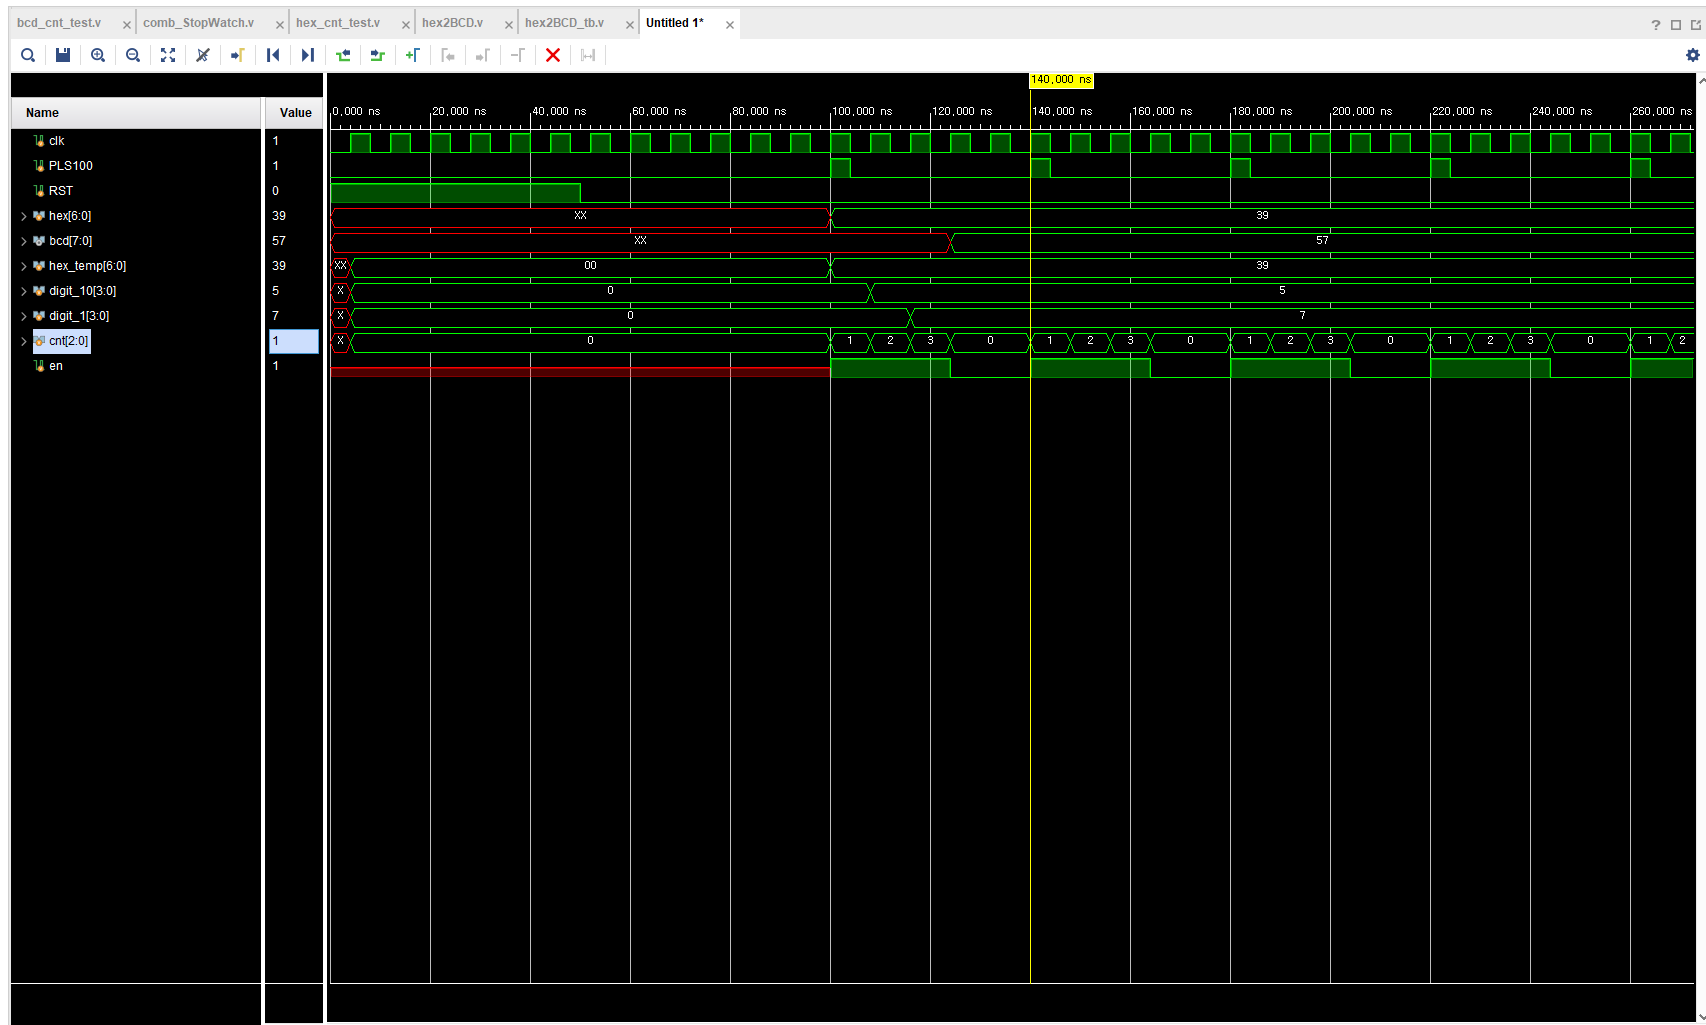 bcd_cnt_test.v comb_StopWatch.v hex_cnt_test.v hex2BCD.v hex2BCD_tb.v Untitled 1*
140,000 ns
Name Value
0,000 ns 20,000 ns 40,000 ns 60,000 ns 80,000 ns 100,000 ns 120,000 ns 140,000 ns 160,000 ns 180,000 ns 200,000 ns 220,000 ns 240,000 ns 260,000 ns
clk 1
PLS100 1
RST 0
hex[6:0] 39 XX 39
bcd[7:0] 57 XX 57
hex_temp[6:0] 39 XX 00 39
digit_10[3:0] 5 X 0 5
digit_1[3:0] 7 X 0 7
cnt[2:0] 1 X 0 1 2 3 0 1 2 3 0 1 2 3 0 1 2 3 0 1 2
en 1